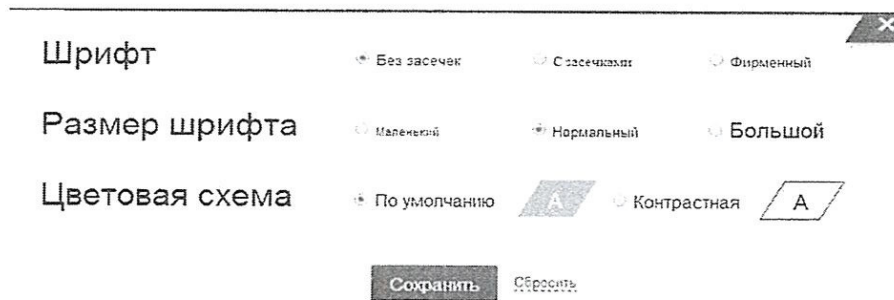 Шрифт Без засечек С засечками Фирменный
Размер шрифта Маленький Нормальный Большой
Цветовая схема По умолчанию А Контрастная А
Сохранить Сбросить